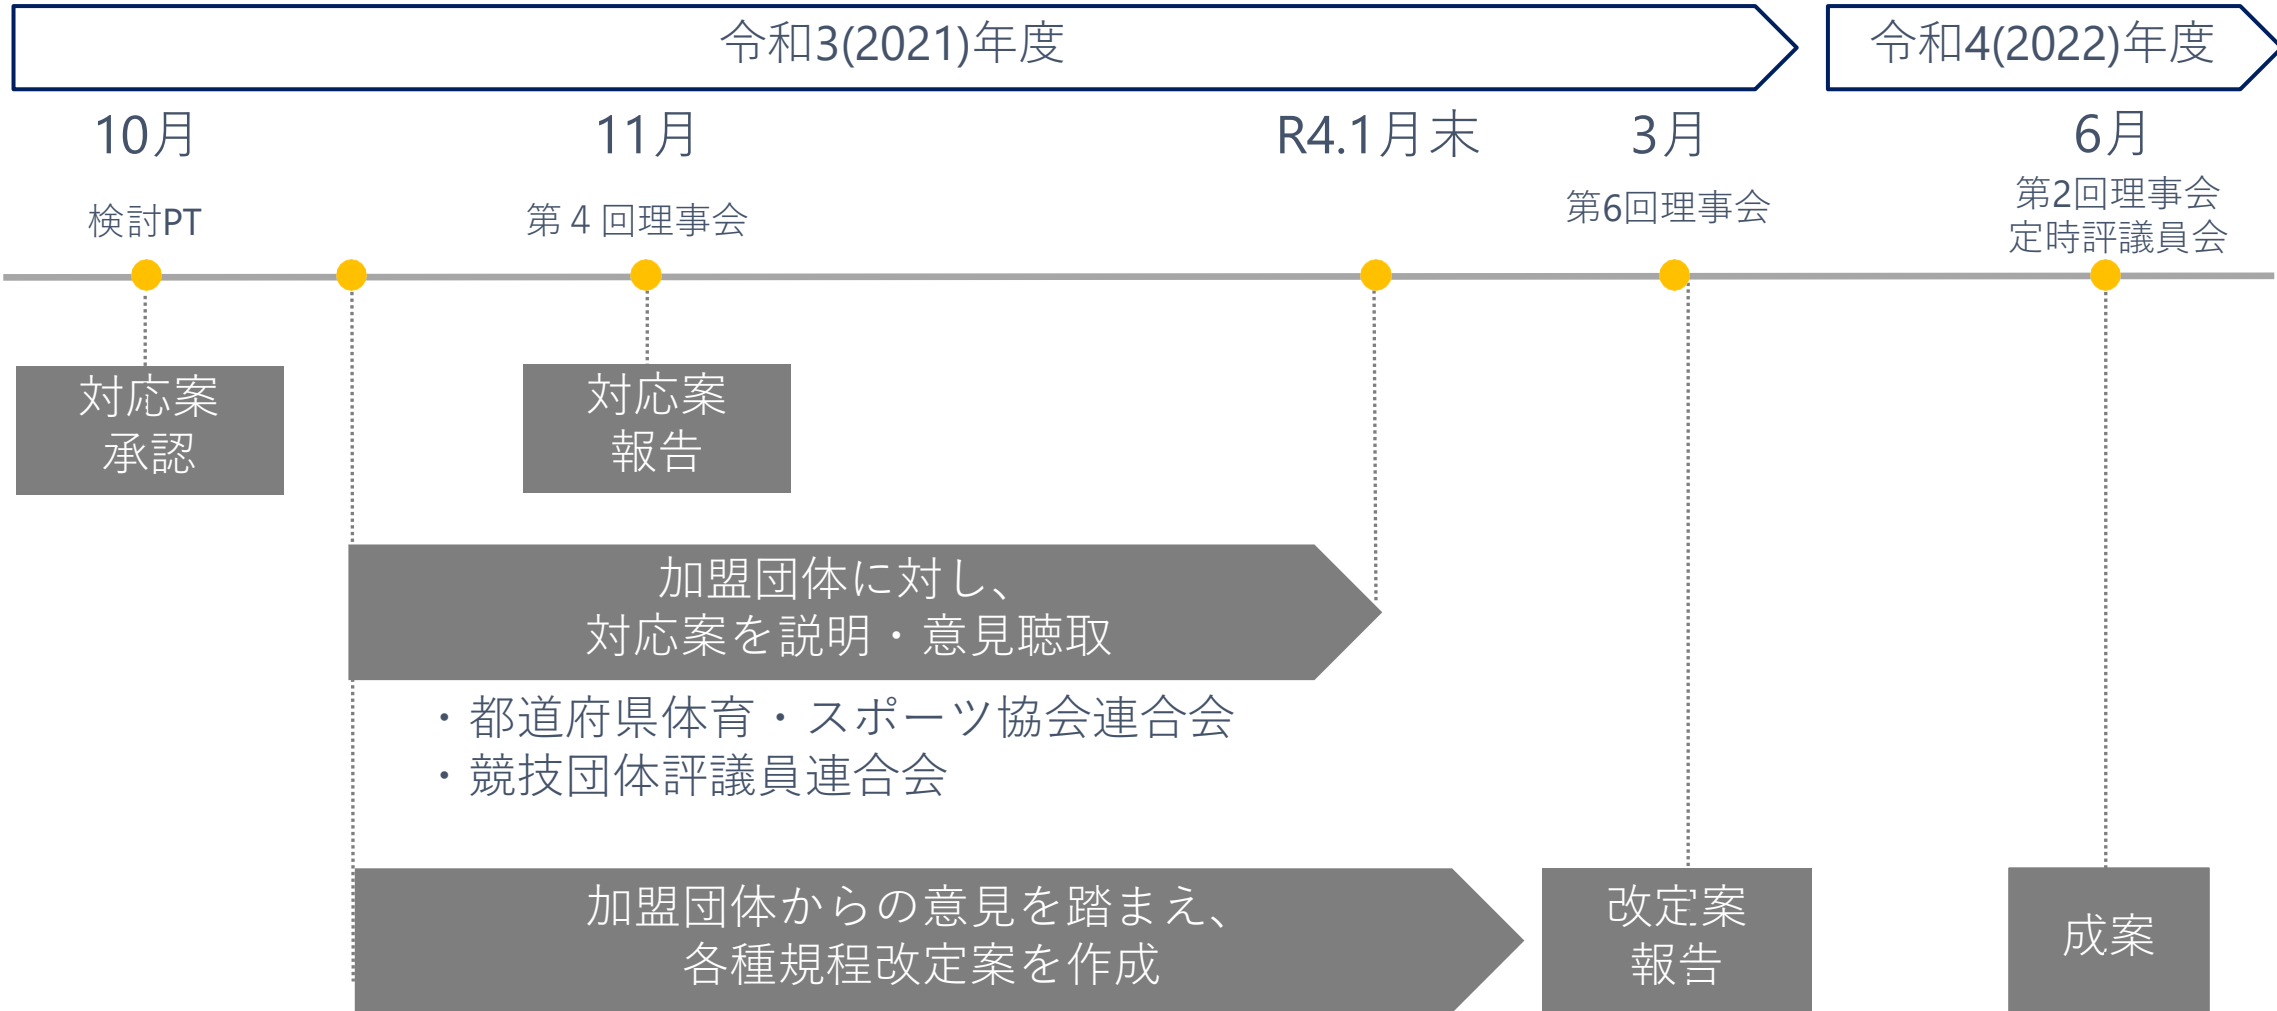 令和3(2021)年度
令和4(2022)年度
10月
11月
R4.1月末
3月
6月
検討PT
第４回理事会
第6回理事会
第2回理事会
定時評議員会
対応案
承認
対応案
報告
加盟団体に対し、
対応案を説明・意見聴取
・都道府県体育・スポーツ協会連合会
・競技団体評議員連合会
加盟団体からの意見を踏まえ、
各種規程改定案を作成
改定案
報告
成案